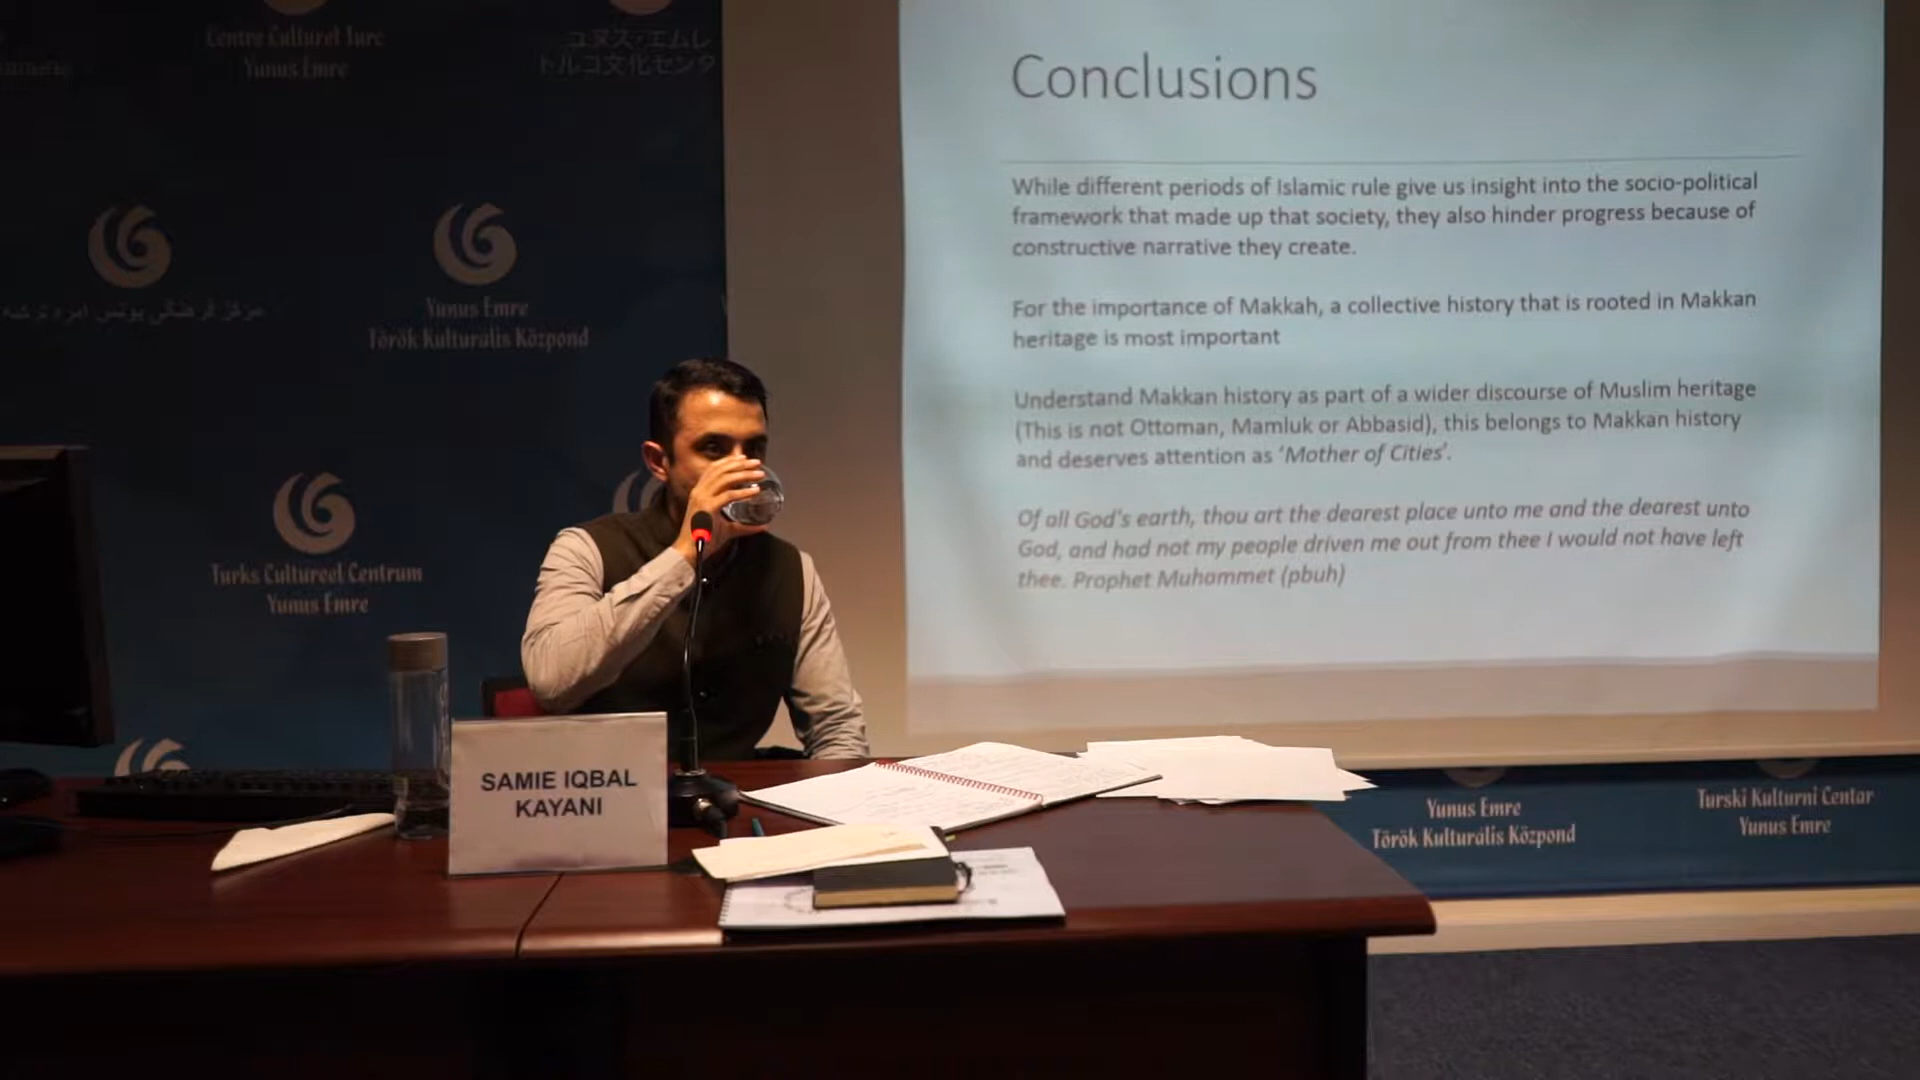 Centre Culturel Turc
Yunus Emre
ユヌス・エムレ
トルコ文化センタ
Yunus Emre
Török Kulturális Központ
Turks Cultureel Centrum
Yunus Emre
Conclusions
While different periods of Islamic rule give us insight into the socio-political
framework that made up that society, they also hinder progress because of
constructive narrative they create.
For the importance of Makkah, a collective history that is rooted in Makkan
heritage is most important
Understand Makkan history as part of a wider discourse of Muslim heritage
(This is not Ottoman, Mamluk or Abbasid), this belongs to Makkan history
and deserves attention as ‘Mother of Cities’.
Of all God's earth, thou art the dearest place unto me and the dearest unto
God, and had not my people driven me out from thee I would not have left
thee. Prophet Muhammet (pbuh)
SAMIE IQBAL
KAYANI
Yunus Emre
Török Kulturális Központ
Turski Kulturni Centar
Yunus Emre